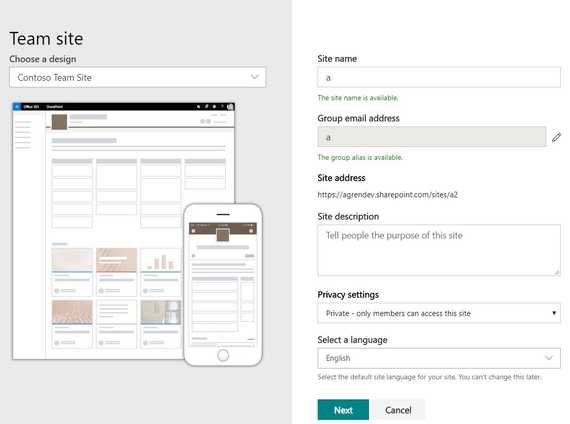 Team site
Choose a design
Contoso Team Site
Office 365 SharePoint
Site name
a
The site name is available.
Group email address
a
The group alias is available.
Site address
https://agrendev.sharepoint.com/sites/a2
Site description
Tell people the purpose of this site
Privacy settings
Private - only members can access this site
Select a language
English
Select the default site language for your site. You can't change this later.
Next Cancel